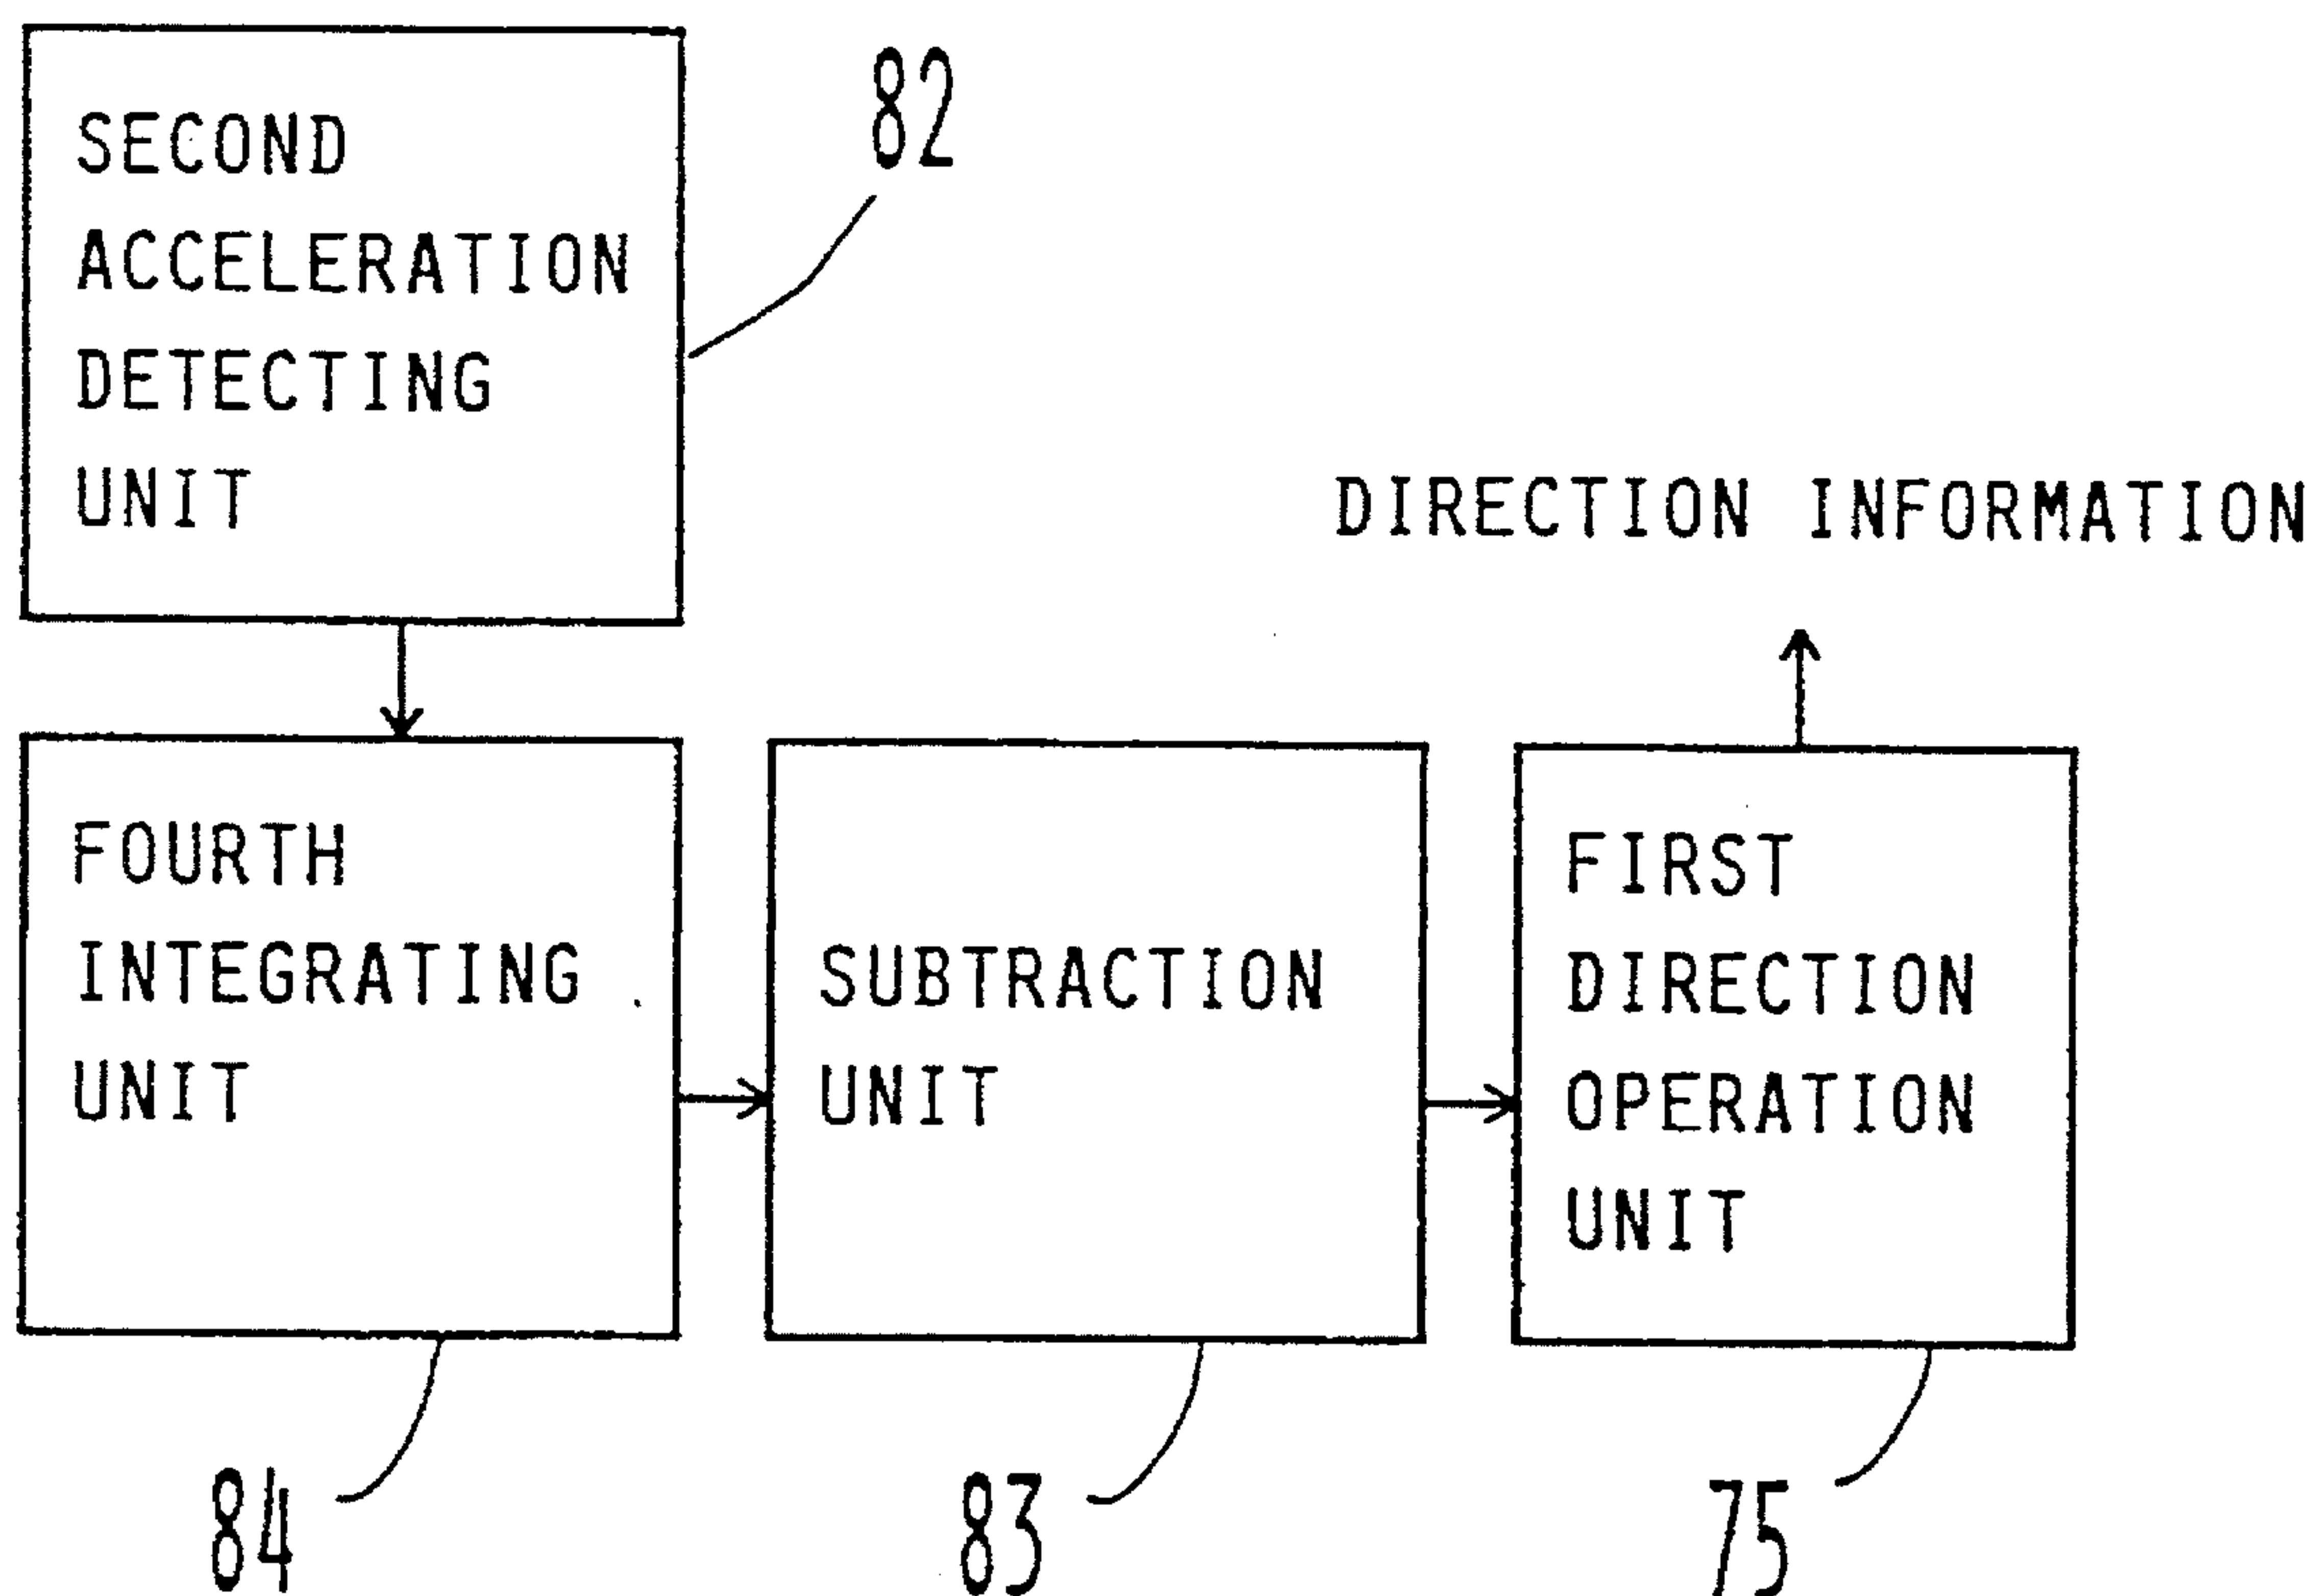 SECOND
ACCELERATION
DETECTING
UNIT
82
DIRECTION INFORMATION
FOURTH
INTEGRATING
UNIT
SUBTRACTION
UNIT
FIRST
DIRECTION
OPERATION
UNIT
84
83
75